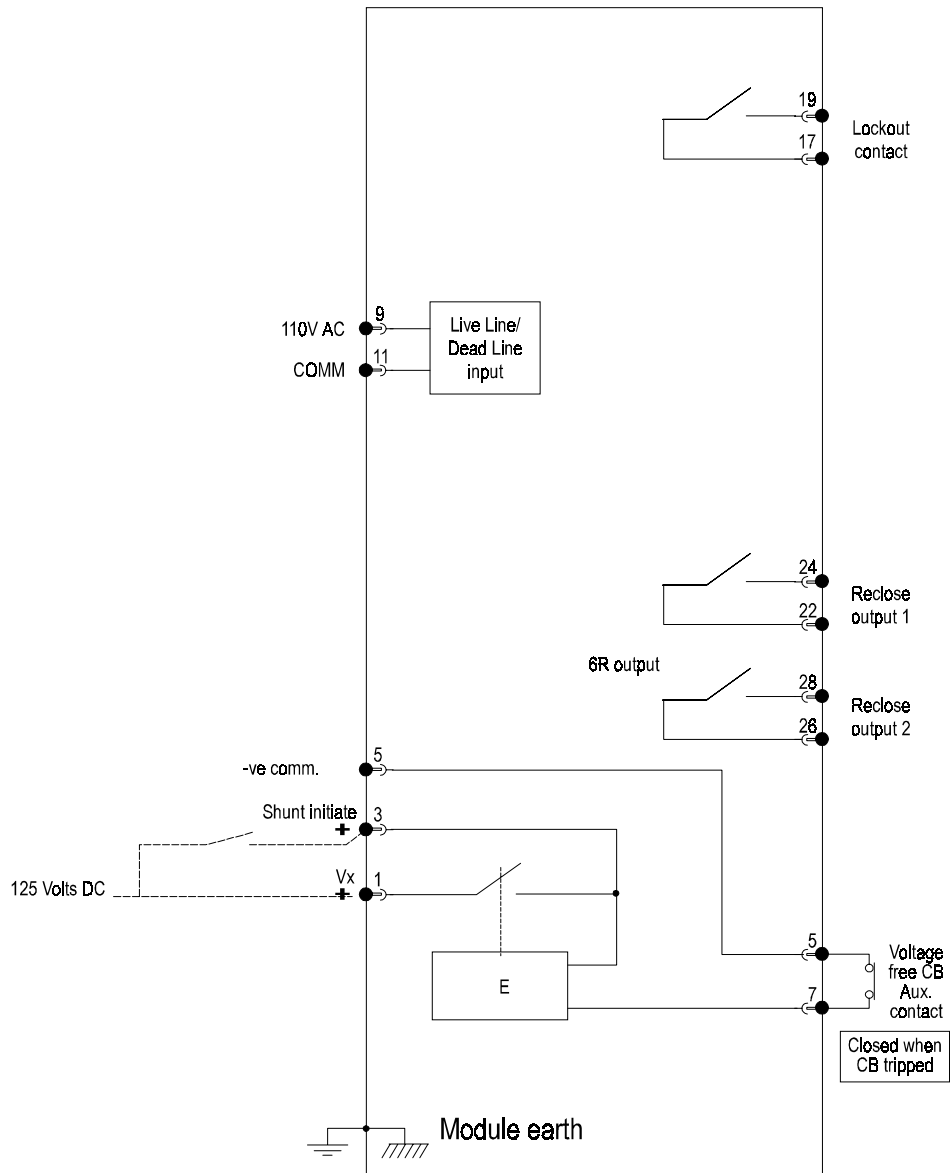 19
17
Lockout
contact
9
110V AC
11
COMM
Live Line/
Dead Line
input
24
22
Reclose
output 1
6R output
28
26
Reclose
output 2
5
-ve comm.
Shunt initiate
+
3
Vx
+
1
125 Volts DC
E
5
7
Voltage
free CB
Aux.
contact
Closed when
CB tripped
Module earth